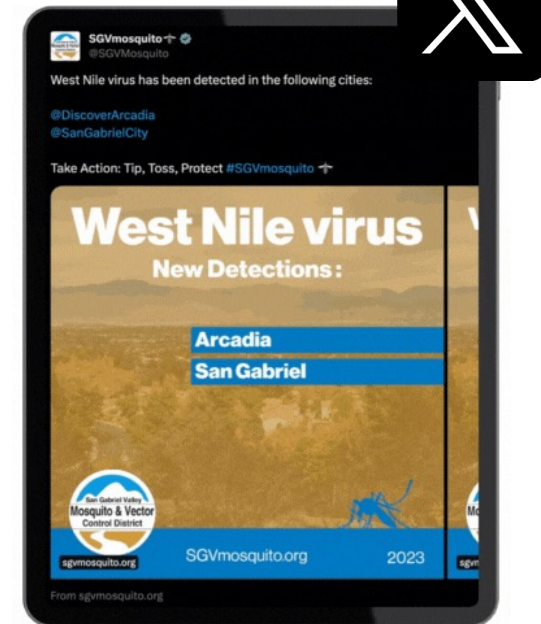 SGVmosquito
@SGVMosquito
West Nile virus has been detected in the following cities:
@DiscoverArcadia
@SanGabrielCity
Take Action: Tip, Toss, Protect #SGVmosquito
West Nile virus
New Detections:
Arcadia
San Gabriel
San Gabriel Valley
Mosquito & Vector
Control District
sgvmosquito.org
SGVmosquito.org
2023
From sgvmosquito.org